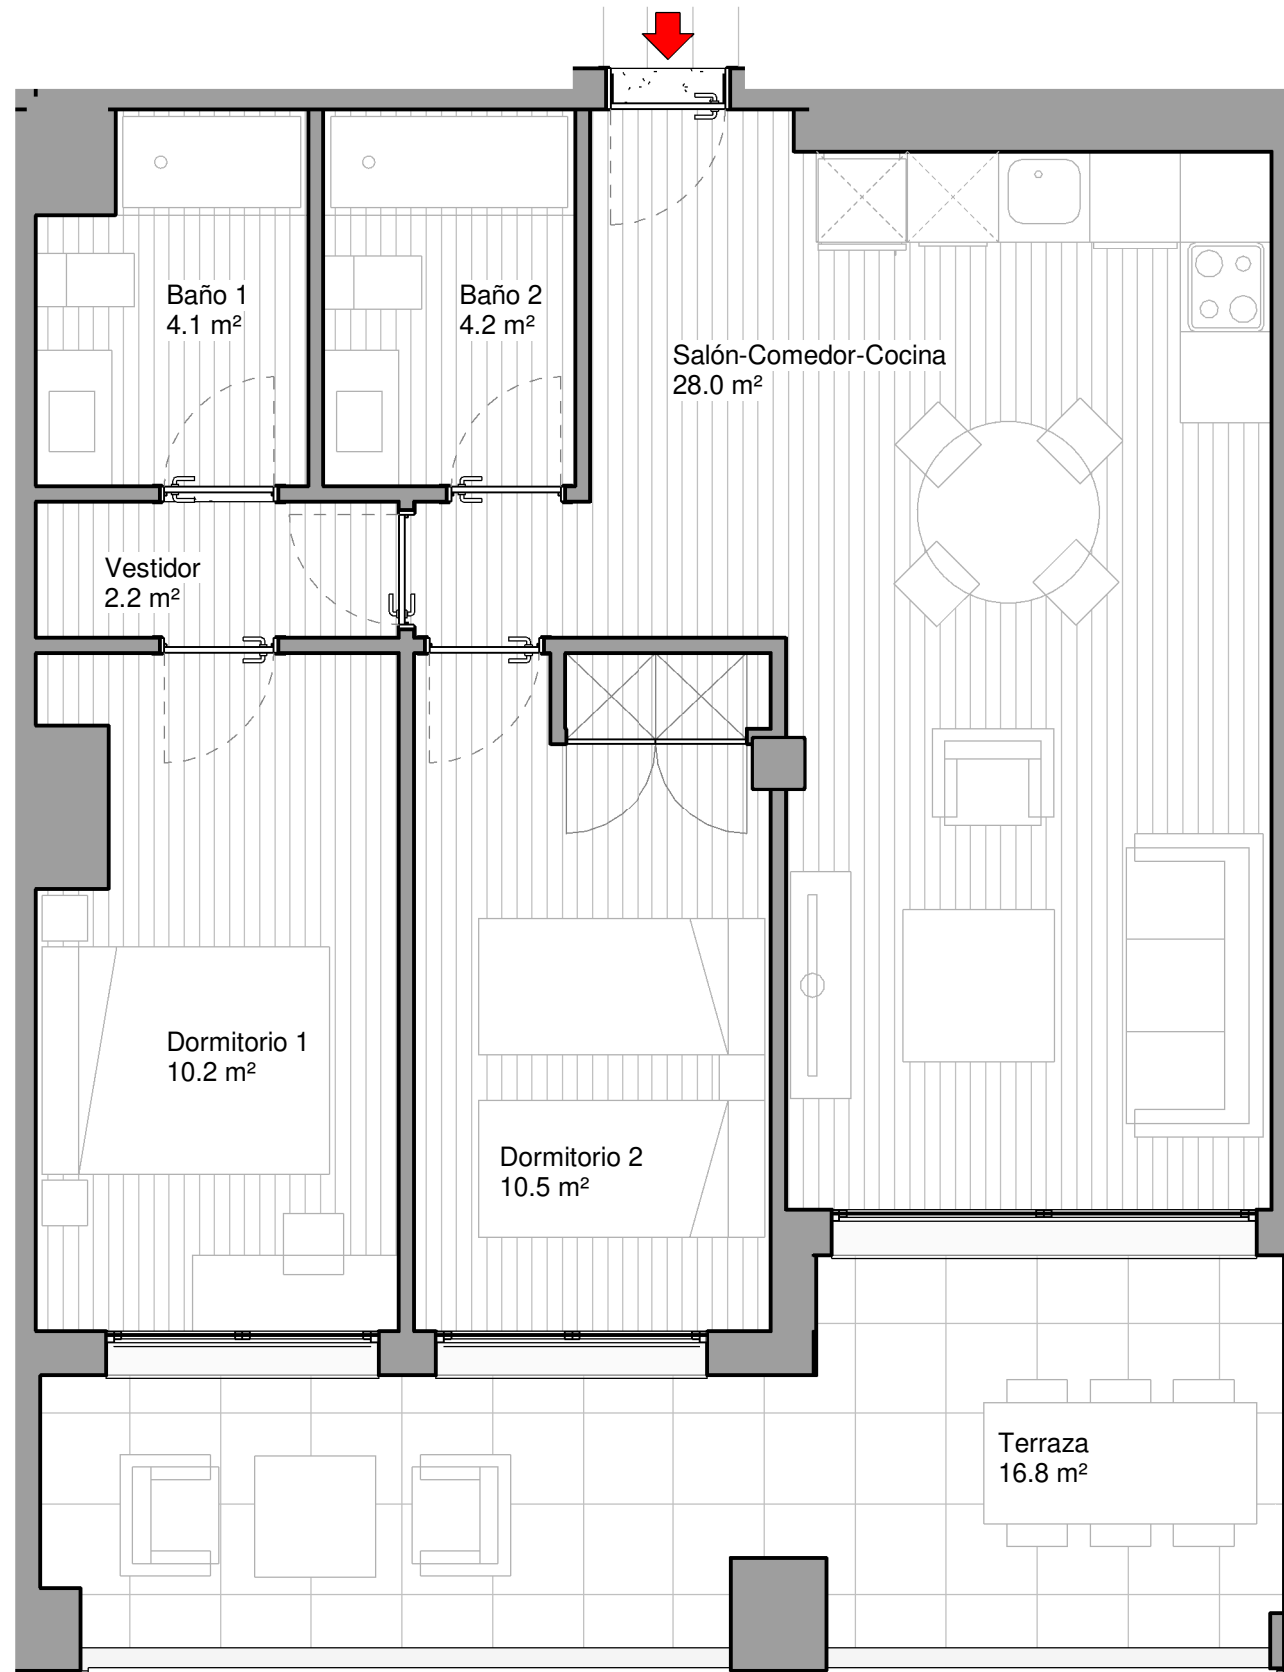 Baño 1
4.1 m²
Baño 2
4.2 m²
Salón-Comedor-Cocina
28.0 m²
Vestidor
2.2 m²
Dormitorio 1
10.2 m²
Dormitorio 2
10.5 m²
Terraza
16.8 m²